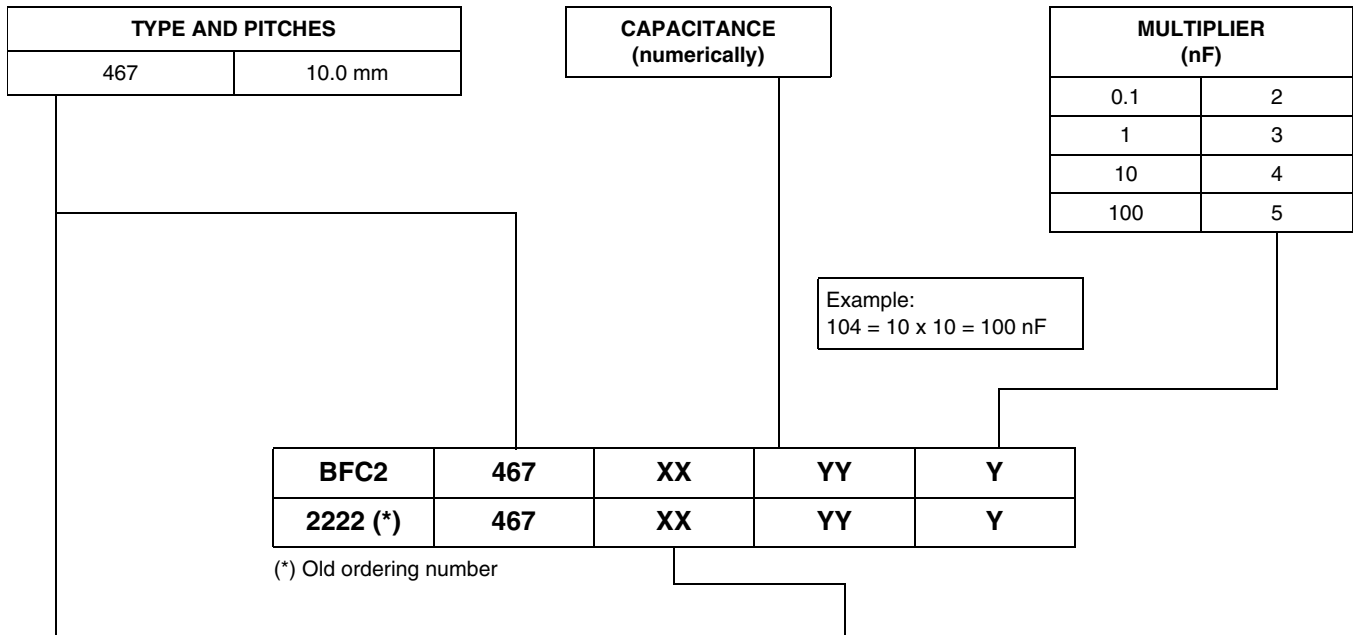 TYPE AND PITCHES
467 10.0 mm
CAPACITANCE
(numerically)
MULTIPLIER
(nF)
0.1 2
1 3
10 4
100 5
Example:
104 = 10 x 10 = 100 nF
BFC2 467 XX YY Y
2222 (*) 467 XX YY Y
(*) Old ordering number